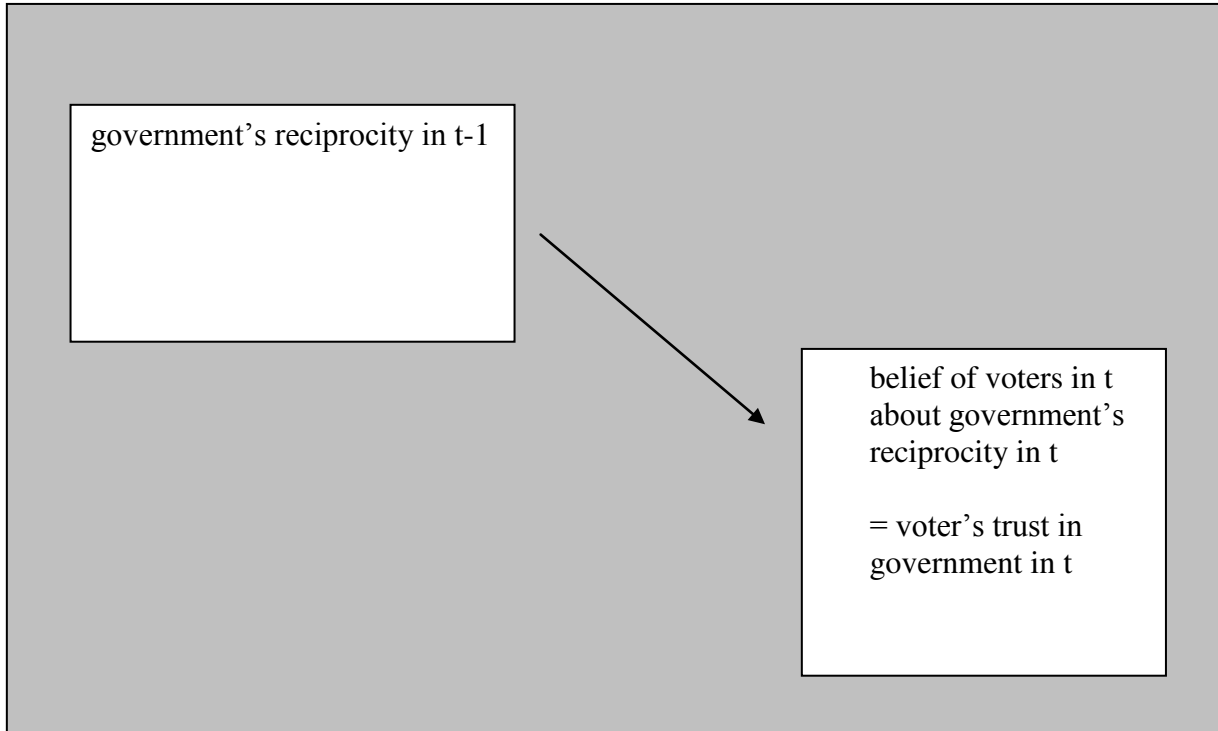 government’s reciprocity in t-1
belief of voters in t
about government’s
reciprocity in t
= voter’s trust in
government in t